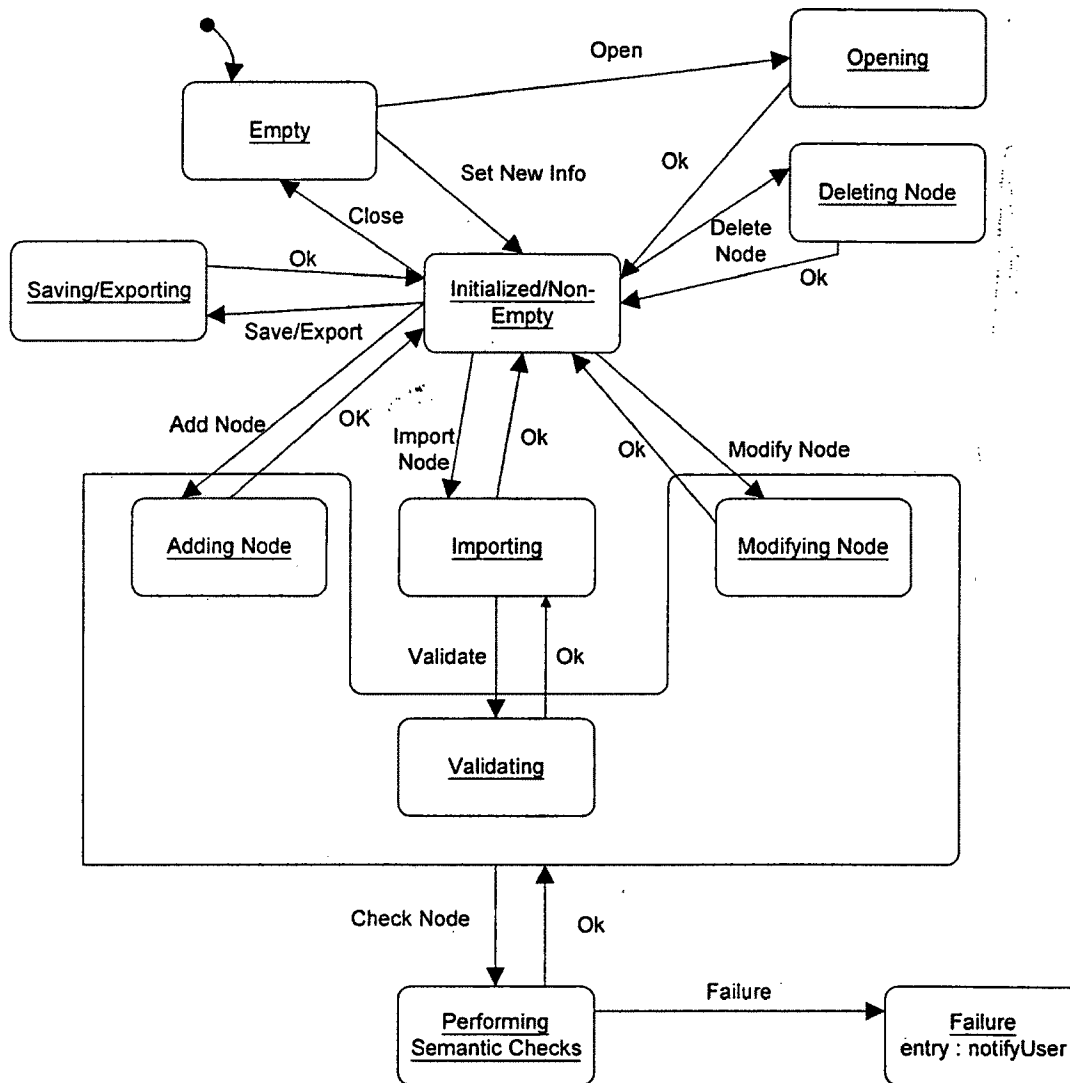 Open
Opening
Empty
Ok
Set New Info
Deleting Node
Close
Delete
Node
Ok
Ok
Saving/Exporting
Initialized/Non-
Empty
Save/Export
Add Node
OK
Import
Node
Ok
Ok
Modify Node
Adding Node
Importing
Modifying Node
Validate
Ok
Validating
Check Node
Ok
Failure
Performing
Semantic Checks
Failure
entry : notifyUser